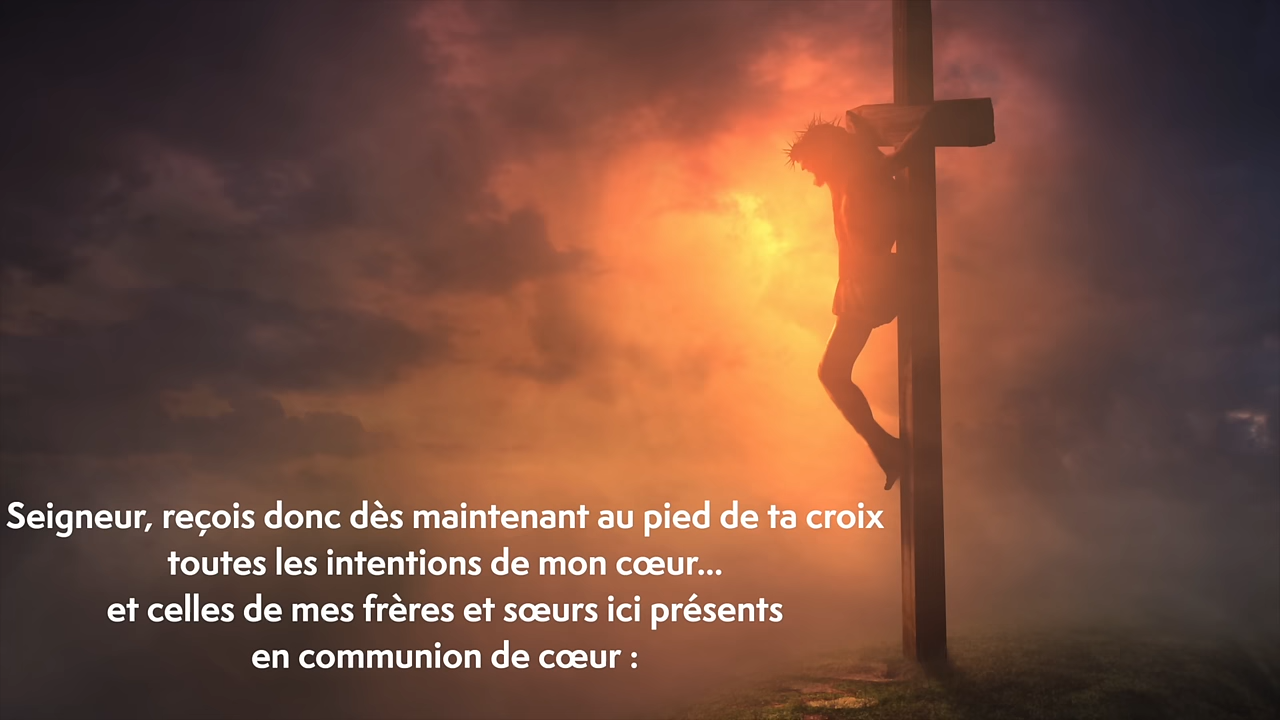 Seigneur, reçois donc dès maintenant au pied de ta croix
toutes les intentions de mon cœur...
et celles de mes frères et sœurs ici présents
en communion de cœur :